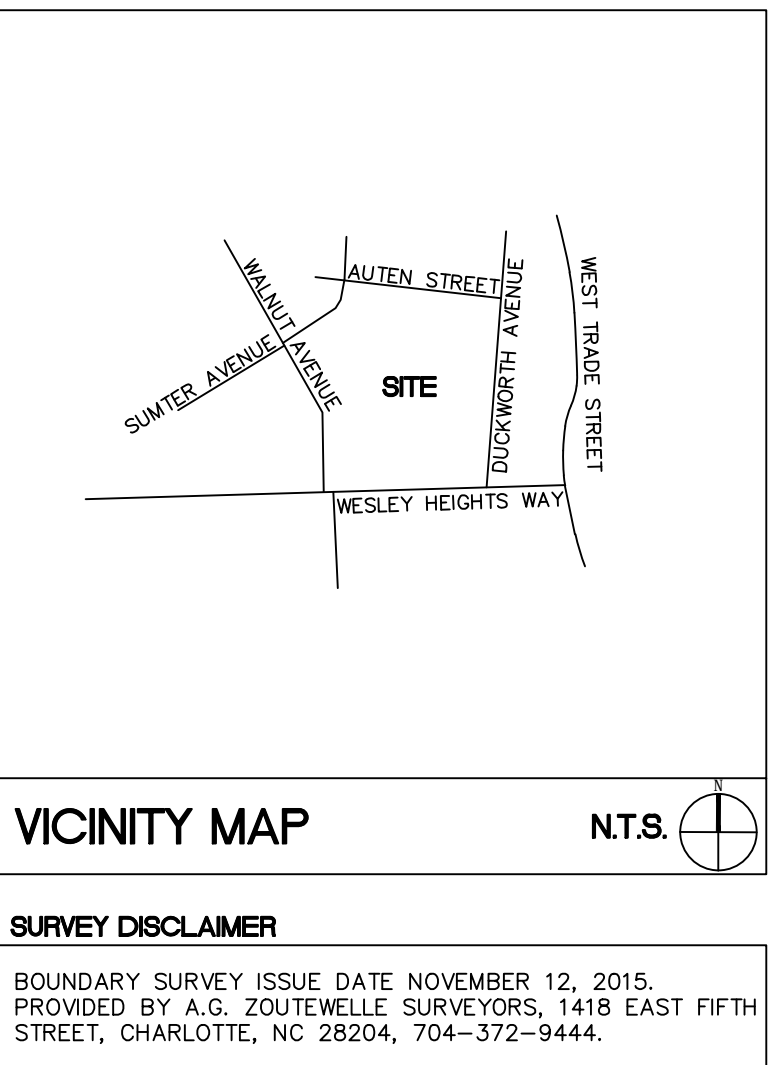 WALNUT AVENUE
AUTEN STREET
SUMTER AVENUE
SITE
DUCKWORTH AVENUE
WEST TRADE STREET
WESLEY HEIGHTS WAY
VICINITY MAP
N.T.S.
N
SURVEY DISCLAIMER
BOUNDARY SURVEY ISSUE DATE NOVEMBER 12, 2015.
PROVIDED BY A.G. ZOUTEWELLE SURVEYORS, 1418 EAST FIFTH
STREET, CHARLOTTE, NC 28204, 704-372-9444.